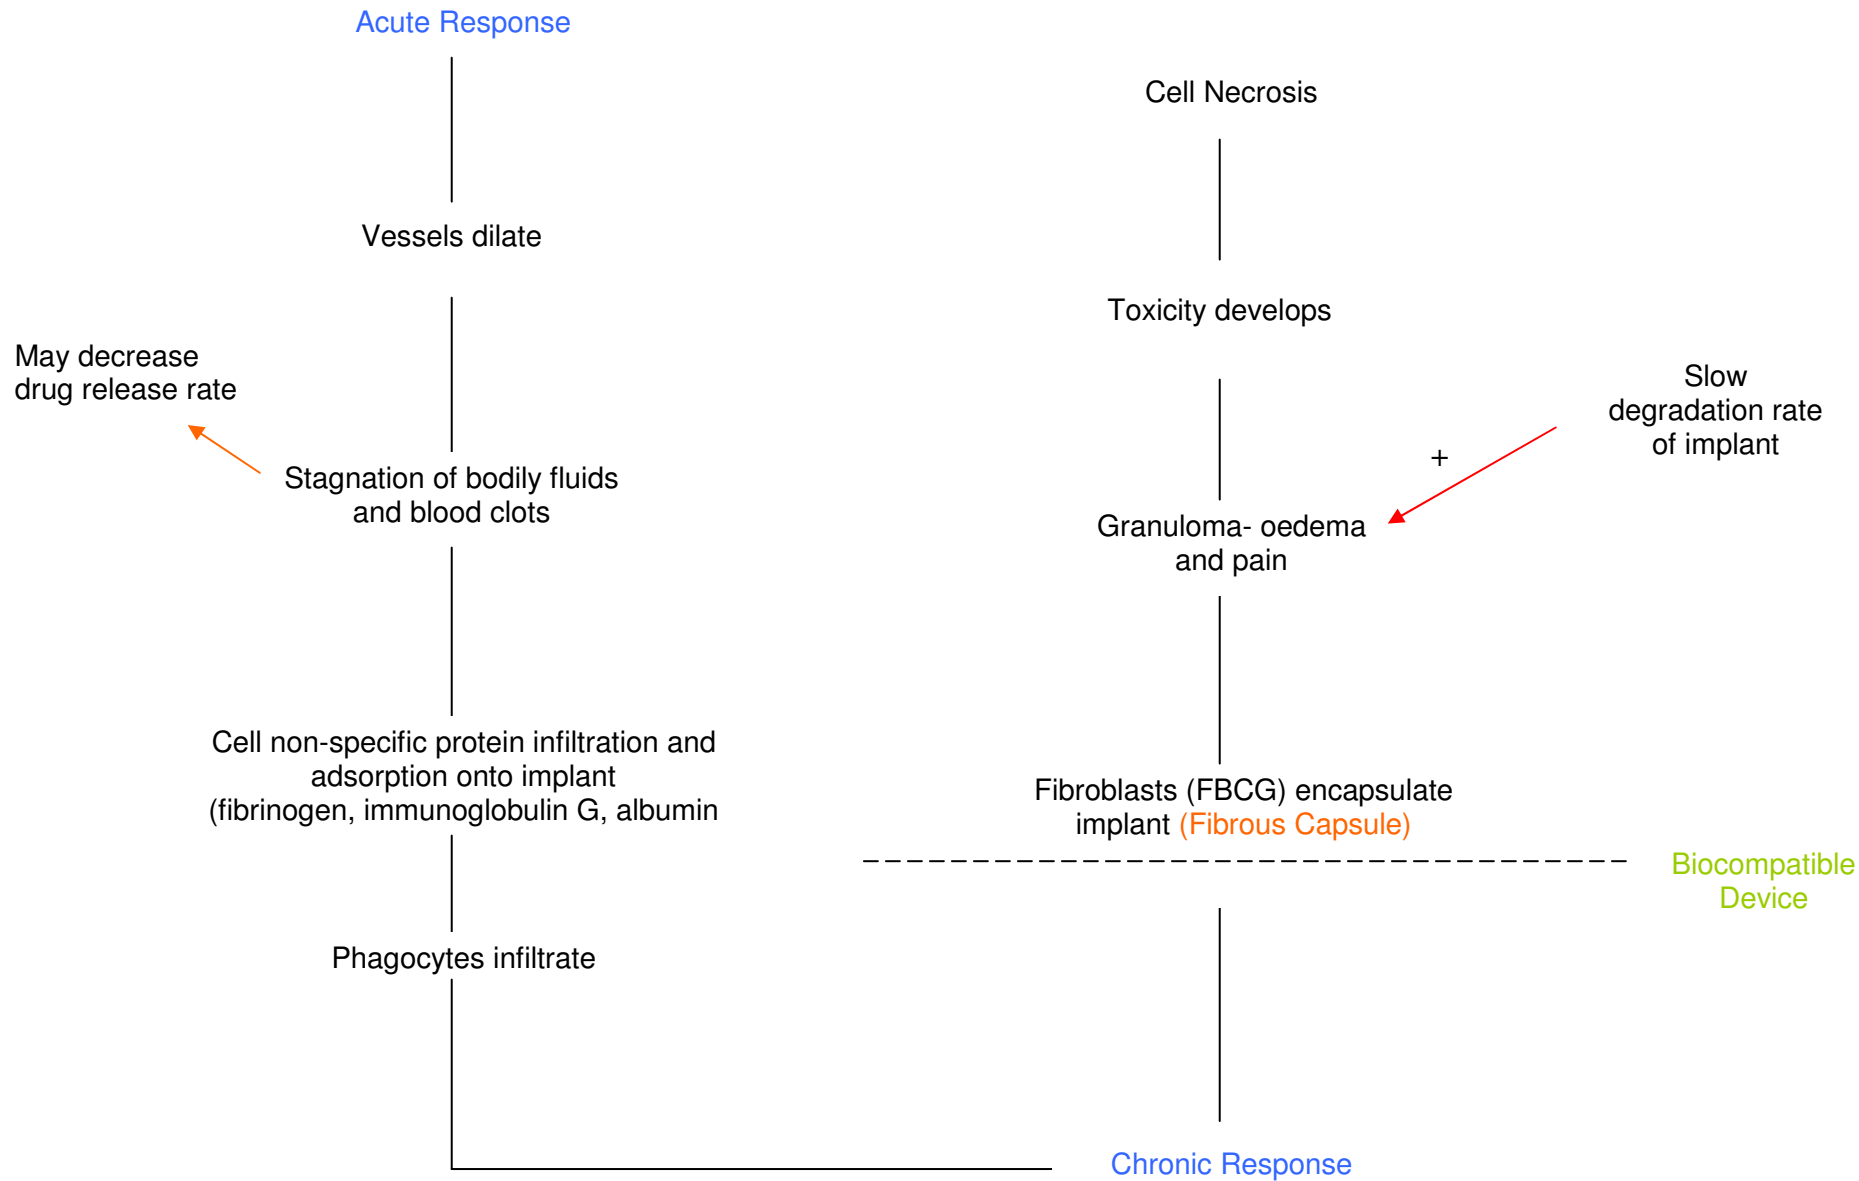 Acute Response
Vessels dilate
May decrease
drug release rate
Stagnation of bodily fluids
and blood clots
Cell non-specific protein infiltration and
adsorption onto implant
(fibrinogen, immunoglobulin G, albumin
Phagocytes infiltrate
Cell Necrosis
Toxicity develops
Slow
degradation rate
of implant
+
Granuloma- oedema
and pain
Fibroblasts (FBCG) encapsulate
implant (Fibrous Capsule)
Biocompatible
Device
Chronic Response